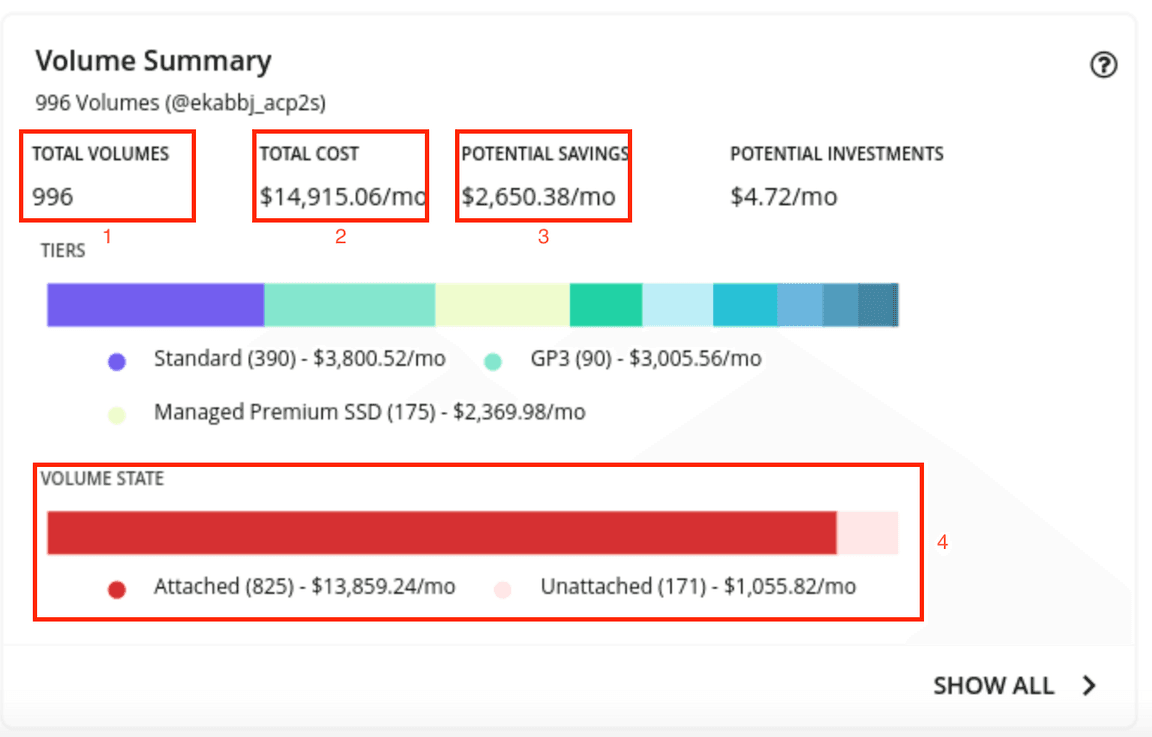 Volume Summary
?
996 Volumes (@ekabbj_acp2s)
TOTAL VOLUMES TOTAL COST POTENTIAL SAVINGS POTENTIAL INVESTMENTS
996 $14,915.06/mo $2,650.38/mo $4.72/mo
1 2 3
TIERS
Standard (390) - $3,800.52/mo GP3 (90) - $3,005.56/mo
Managed Premium SSD (175) - $2,369.98/mo
VOLUME STATE
4
Attached (825) - $13,859.24/mo Unattached (171) - $1,055.82/mo
SHOW ALL